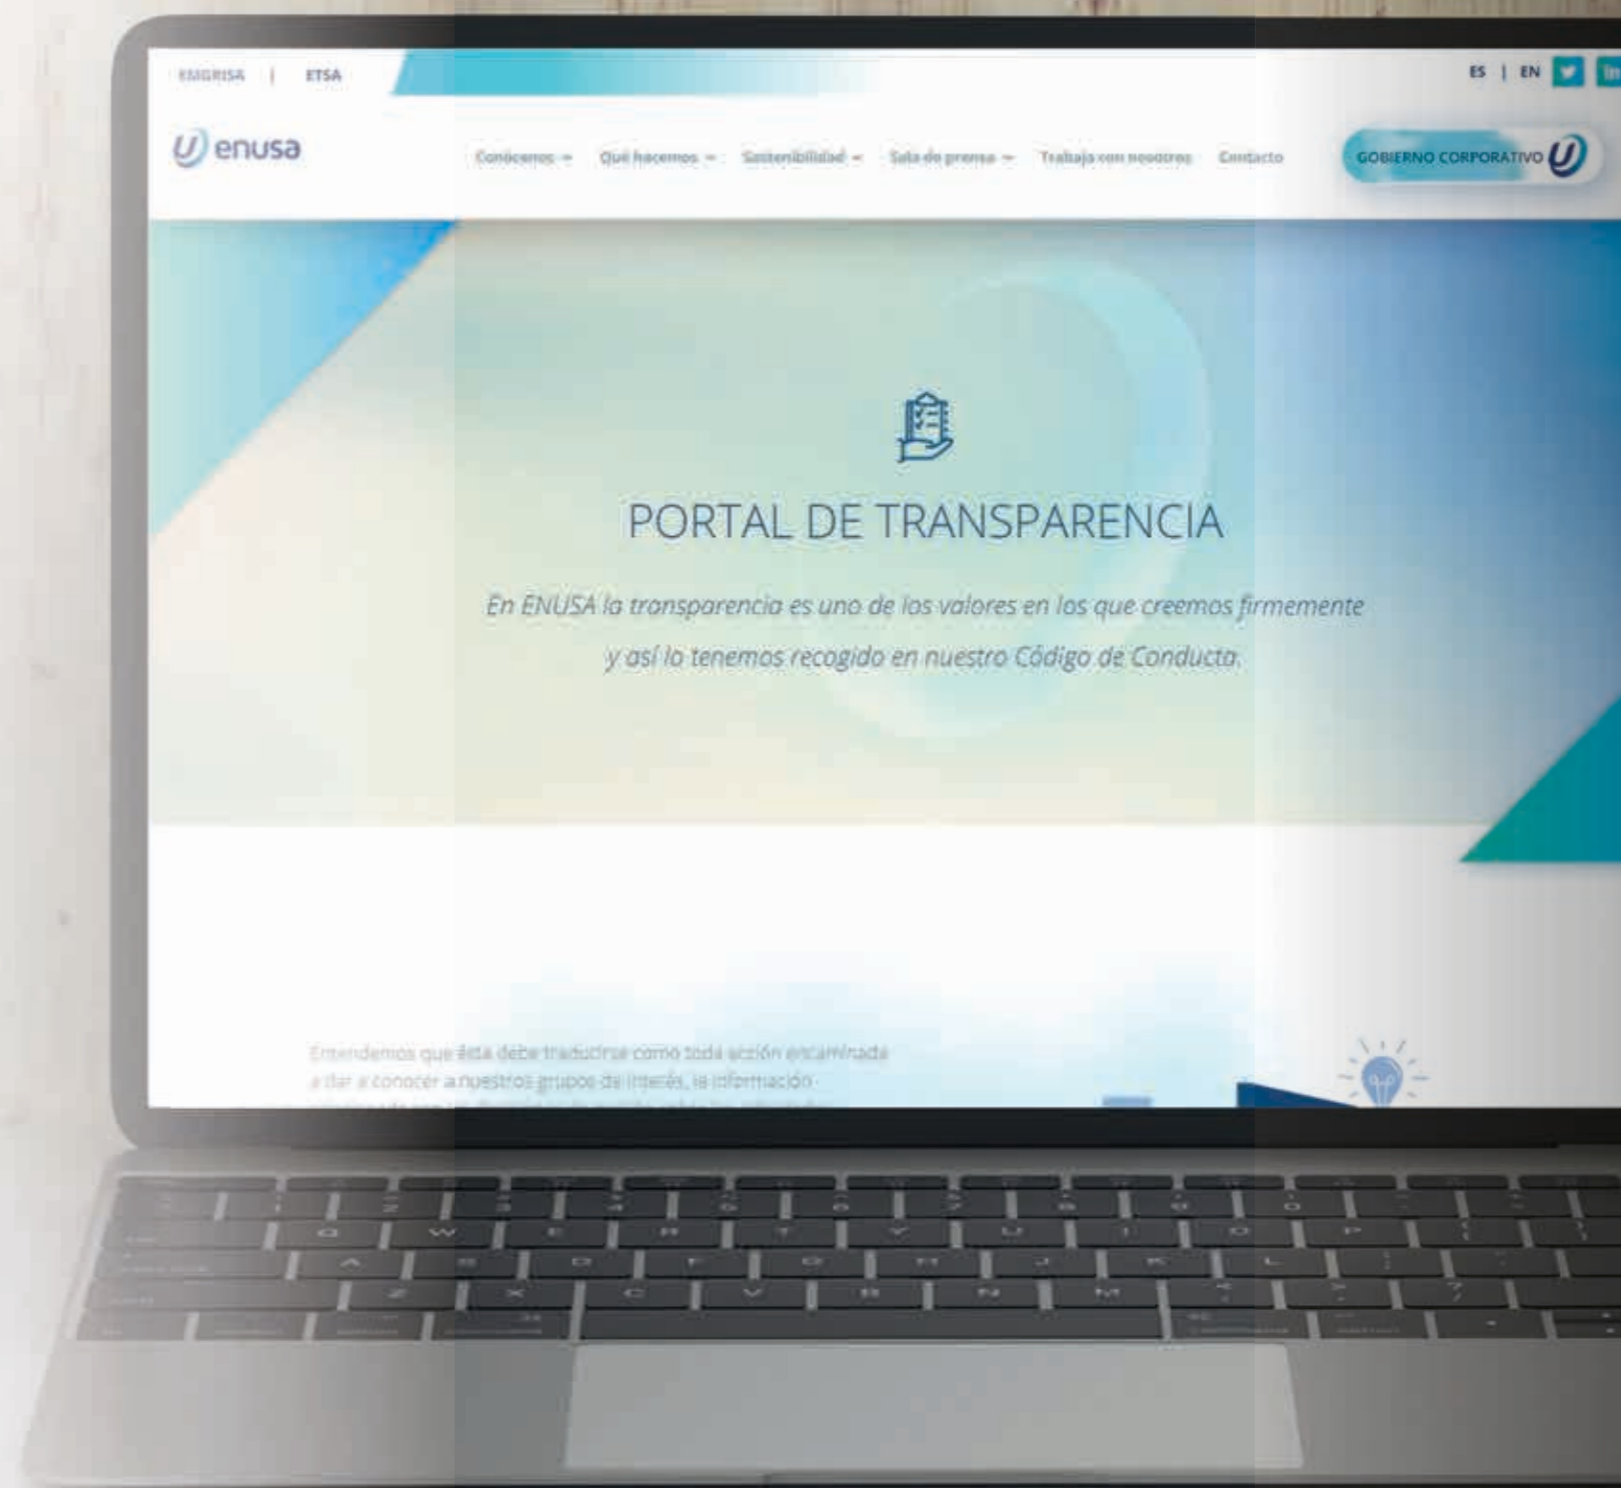 EMGRISA | ETSA
ES | EN
enusa
Conócenos Qué hacemos Sostenibilidad Sala de prensa Trabaja con nosotros Contacto
GOBIERNO CORPORATIVO
PORTAL DE TRANSPARENCIA
En ENUSA la transparencia es uno de los valores en los que creemos firmemente
y así lo tenemos recogido en nuestro Código de Conducta.
Entendemos que ésta debe traducirse como toda acción encaminada
a dar a conocer a nuestros grupos de interés, la información